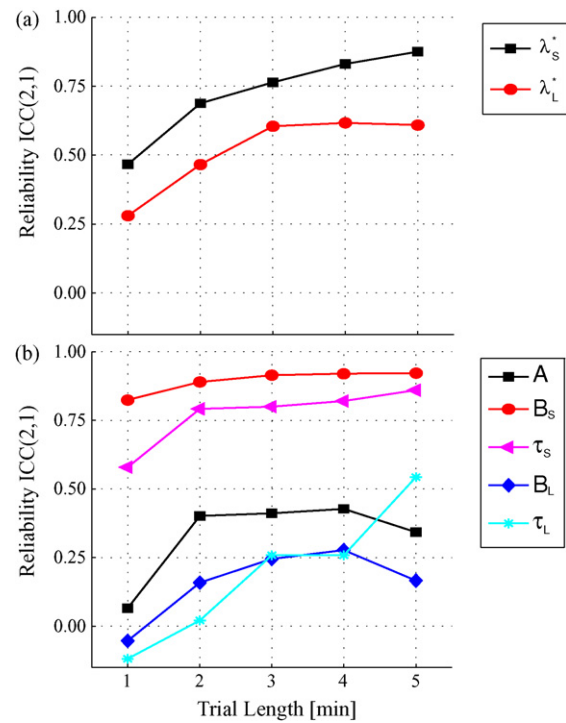 (a)
1.00
0.75
0.50
0.25
0.00
Reliability ICC(2,1)
λ*S
λ*L
(b)
1.00
0.75
0.50
0.25
0.00
Reliability ICC(2,1)
1 2 3 4 5
Trial Length [min]
A
BS
τS
BL
τL